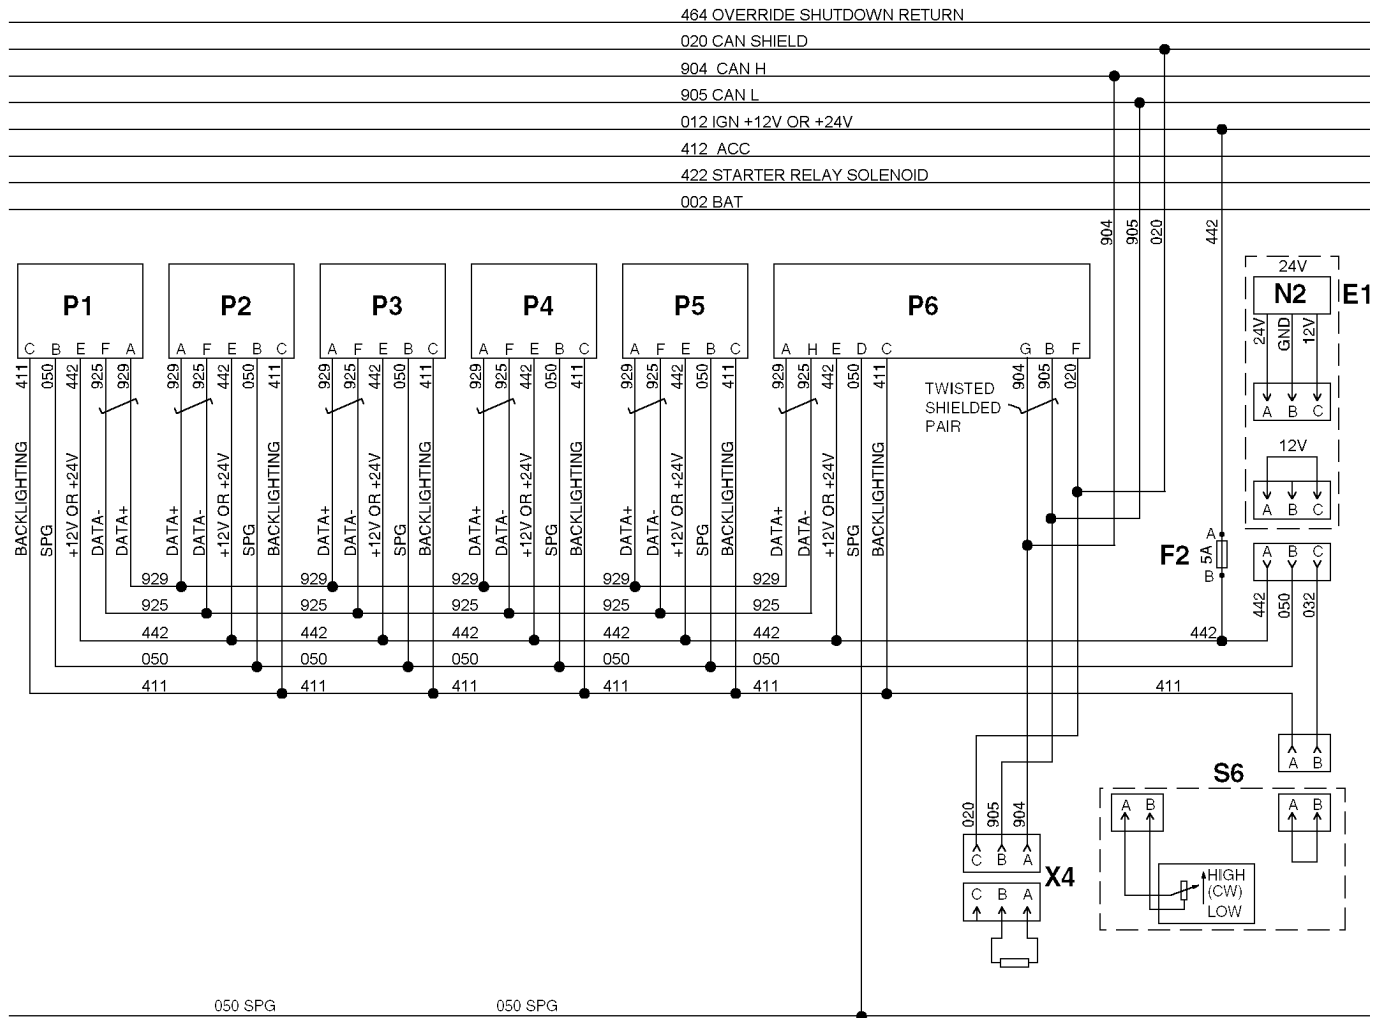 464 OVERRIDE SHUTDOWN RETURN
020 CAN SHIELD
904 CAN H
905 CAN L
012 IGN +12V OR +24V
412 ACC
422 STARTER RELAY SOLENOID
002 BAT
904 905 020 442
24V
P1 P2 P3 P4 P5 P6 N2 E1
24V GND 12V
C B E F A A F E B C A F E B C A F E B C A F E B C A H E D C G B F
411 050 442 925 929 929 925 442 050 411 929 925 442 050 411 929 925 442 050 411 929 925 442 050 411 929 925 442 050 411 904 905 020
TWISTED
SHIELDED
PAIR
A B C
12V
A B C
BACKLIGHTING SPG +12V OR +24V DATA- DATA+ DATA+ DATA- +12V OR +24V SPG BACKLIGHTING DATA+ DATA- +12V OR +24V SPG BACKLIGHTING DATA+ DATA- +12V OR +24V SPG BACKLIGHTING DATA+ DATA- +12V OR +24V SPG BACKLIGHTING DATA+ DATA- +12V OR +24V SPG BACKLIGHTING
A
F2 5A
B
A B C
442 050 032
929 929 929 929 929
925 925 925 925 925
442 442 442 442 442 442
050 050 050 050 050
411 411 411 411 411 411
A B
S6
020 905 904
A B A B
C B A
X4
C B A
HIGH
(CW)
LOW
050 SPG 050 SPG